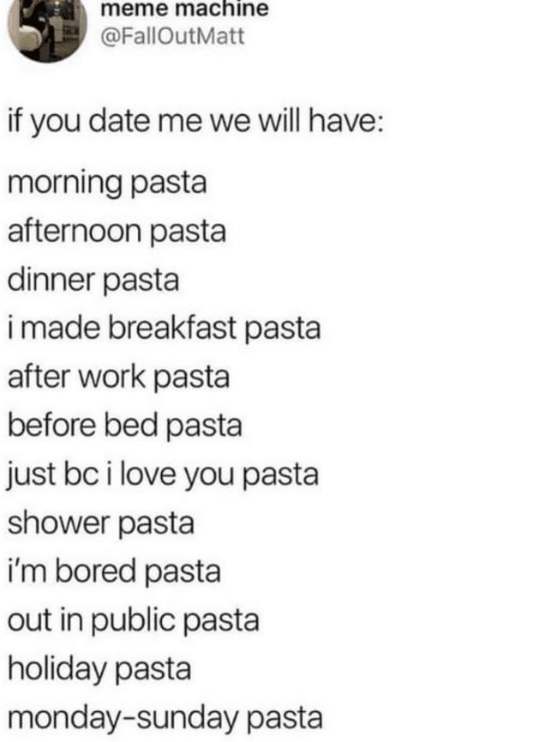 meme machine
@FallOutMatt
if you date me we will have:
morning pasta
afternoon pasta
dinner pasta
i made breakfast pasta
after work pasta
before bed pasta
just bc i love you pasta
shower pasta
i'm bored pasta
out in public pasta
holiday pasta
monday-sunday pasta